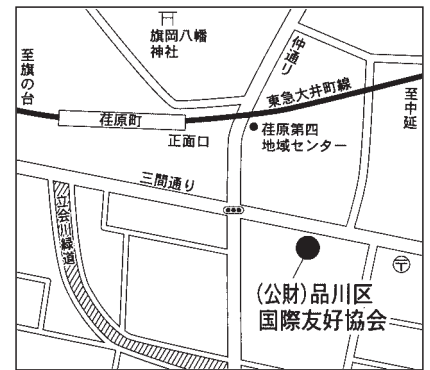 旗岡八幡
神社
仲通り
至旗の台
東急大井町線
至中延
荏原町
正面口
荏原第四
地域センター
三間通り
立会川緑道
(公財)品川区
国際友好協会